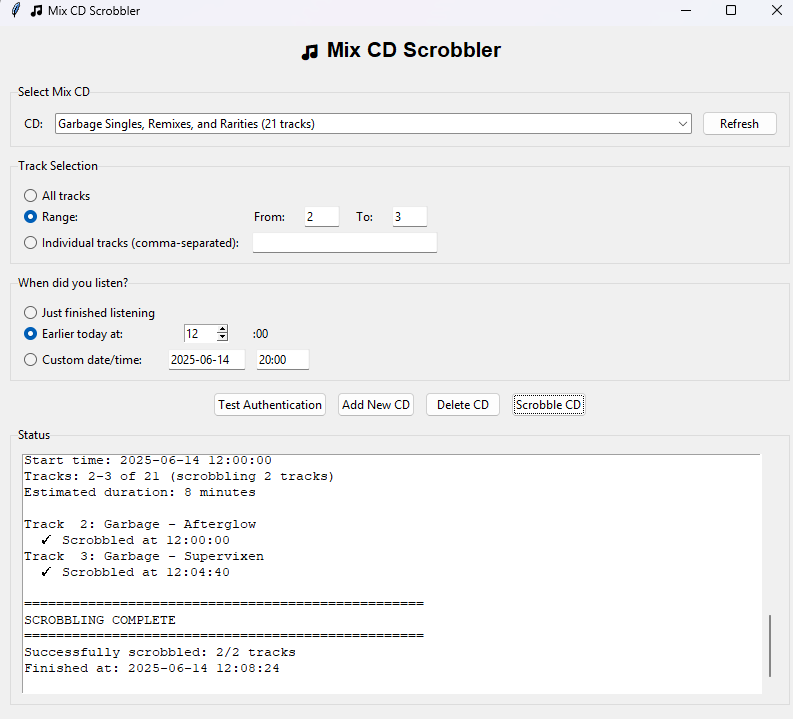 Mix CD Scrobbler
Mix CD Scrobbler
Select Mix CD
CD: Garbage Singles, Remixes, and Rarities (21 tracks) Refresh
Track Selection
All tracks
Range: From: 2 To: 3
Individual tracks (comma-separated):
When did you listen?
Just finished listening
Earlier today at: 12 :00
Custom date/time: 2025-06-14 20:00
Test Authentication Add New CD Delete CD Scrobble CD
Status
Start time: 2025-06-14 12:00:00
Tracks: 2-3 of 21 (scrobbling 2 tracks)
Estimated duration: 8 minutes
Track 2: Garbage - Afterglow
✓ Scrobbled at 12:00:00
Track 3: Garbage - Supervixen
✓ Scrobbled at 12:04:40
==================================================
SCROBBLING COMPLETE
==================================================
Successfully scrobbled: 2/2 tracks
Finished at: 2025-06-14 12:08:24